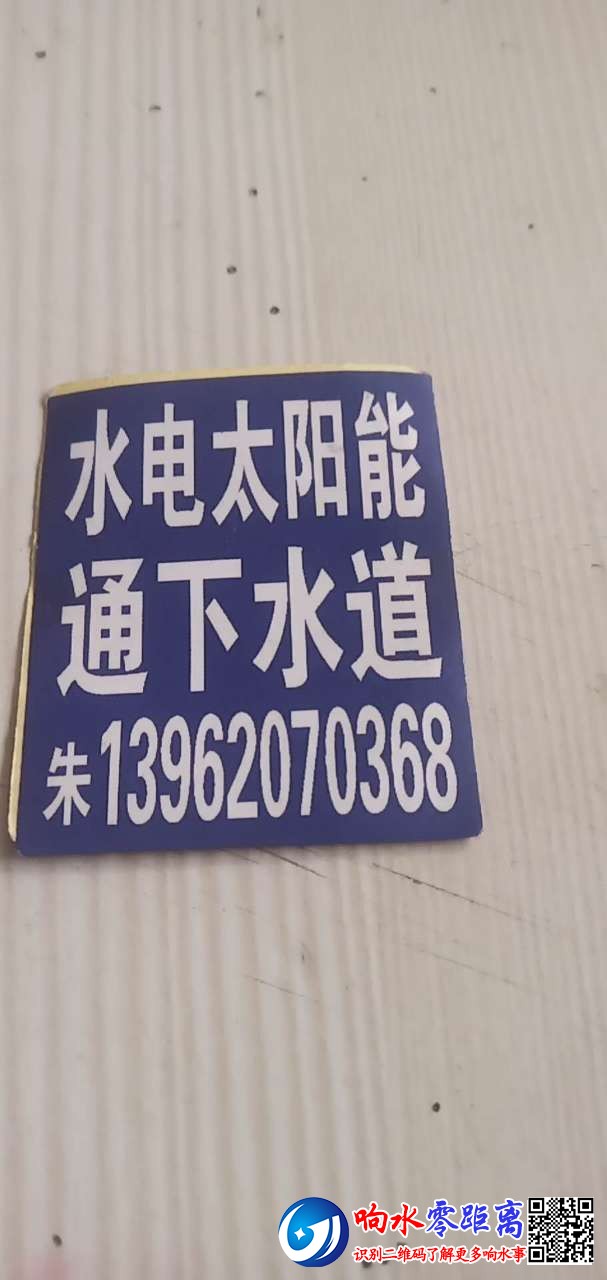 水电太阳能
通下水道
朱13962070368
响水零距离
识别二维码了解更多响水事